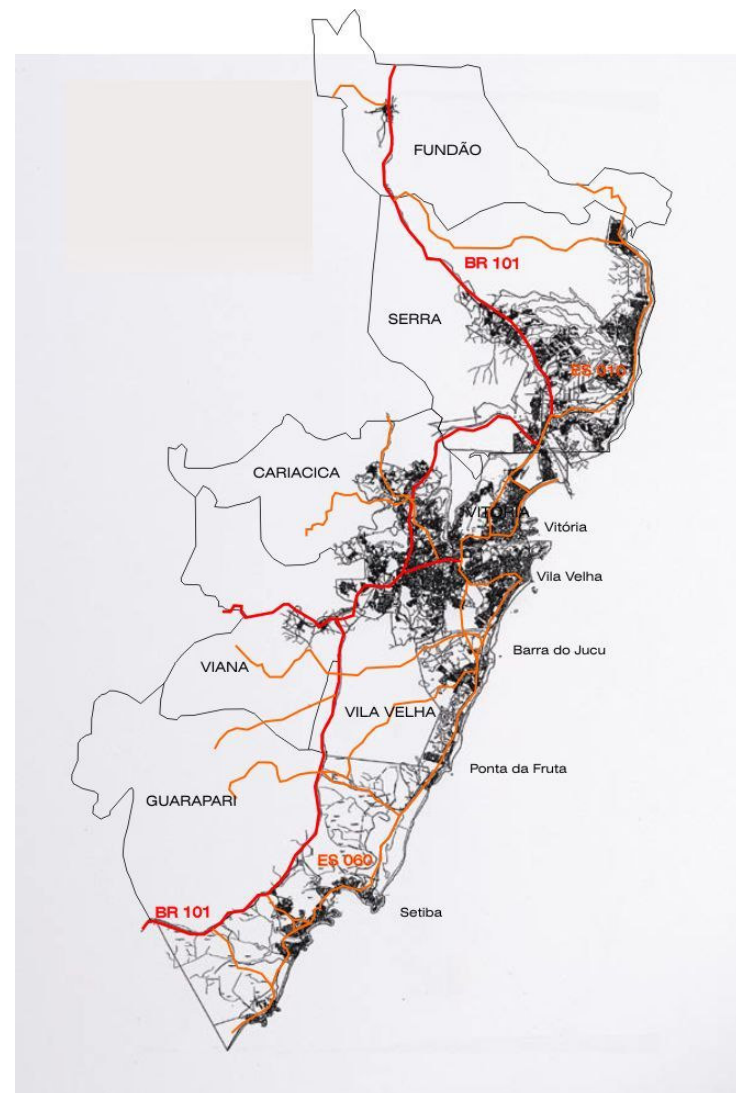 FUNDÃO
BR 101
SERRA
ES 010
CARIACICA
VITÓRIA
Vitória
Vila Velha
Barra do Jucu
VIANA
VILA VELHA
Ponta da Fruta
GUARAPARI
ES 060
BR 101
Setiba